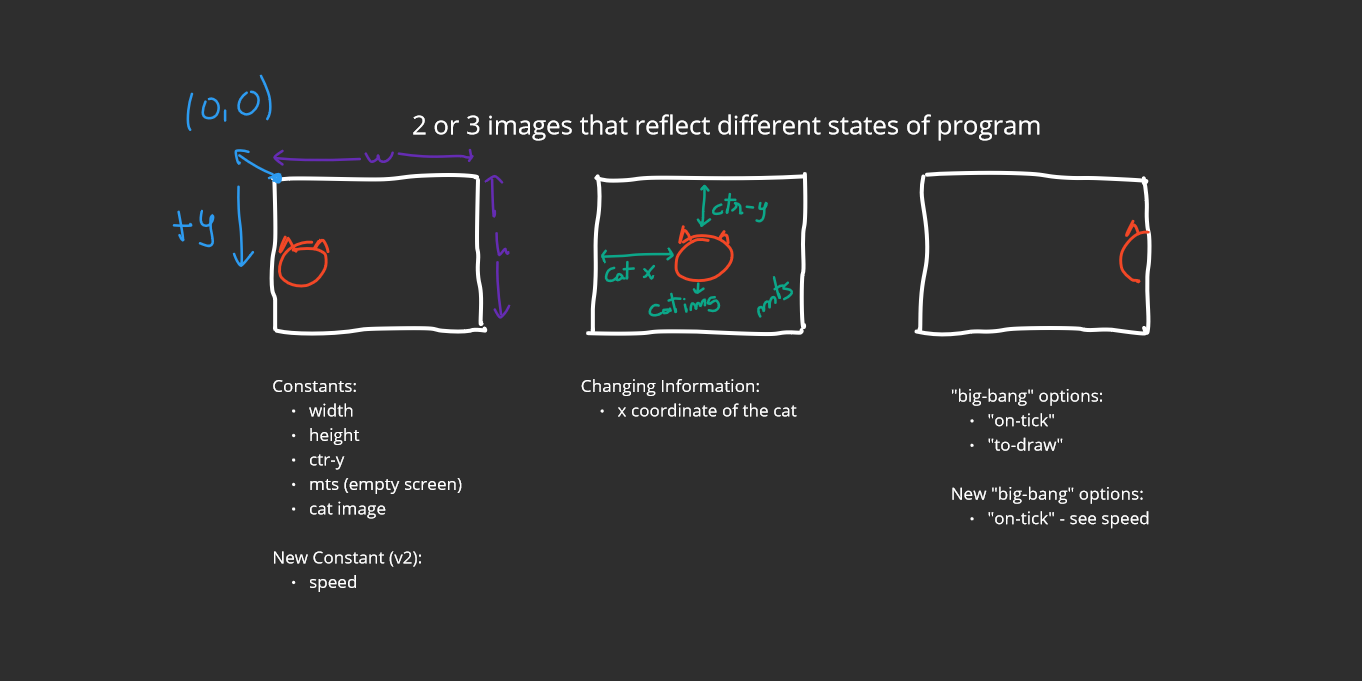 (0,0)
2 or 3 images that reflect different states of program
w
+y
h
ctr-y
cat x
cat img
mts
Constants:
• width
• height
• ctr-y
• mts (empty screen)
• cat image
New Constant (v2):
• speed
Changing Information:
• x coordinate of the cat
"big-bang" options:
• "on-tick"
• "to-draw"
New "big-bang" options:
• "on-tick" - see speed